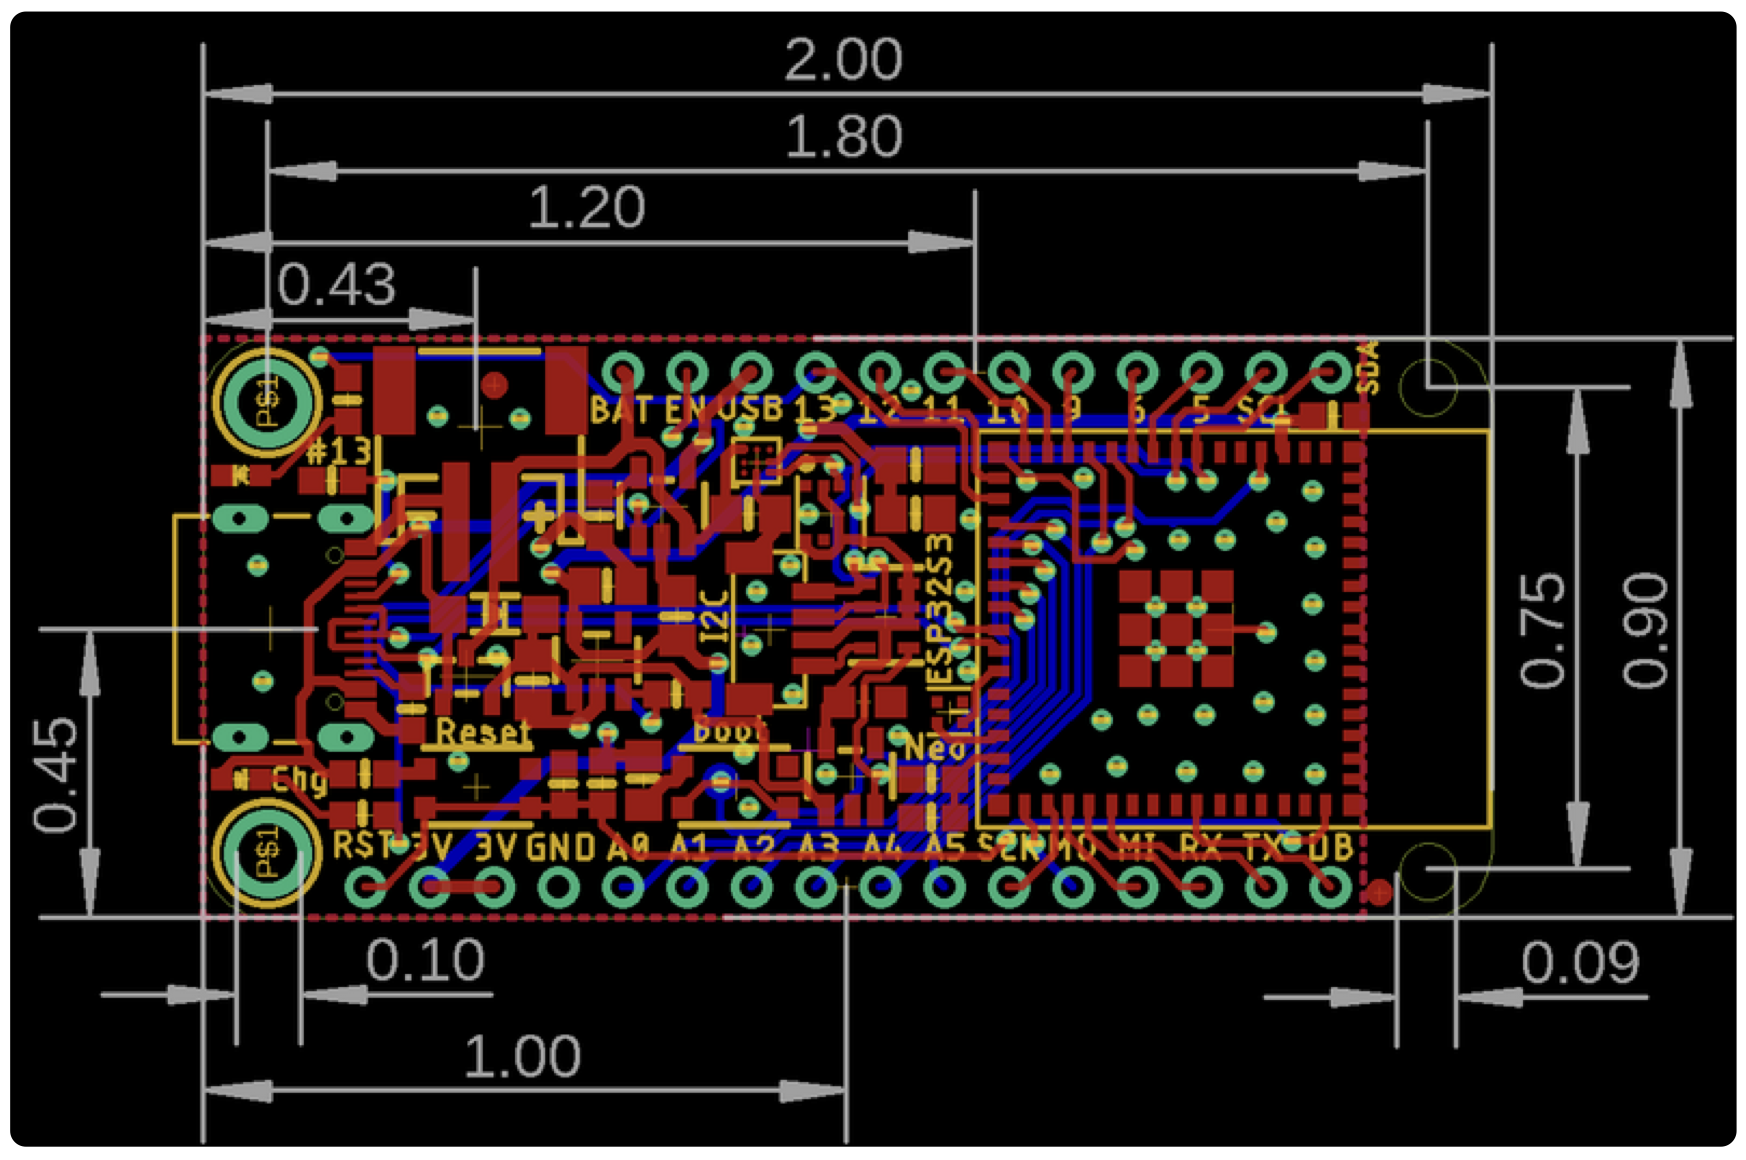 2.00
1.80
1.20
0.43
SDA
P$1
BAT EN USB 13 12 11 10 9 6 5 SCL
#13
ESP32S3
I2C
0.75
0.90
Reset
Boot
Neo
0.45
Chg
P$1
RST 3V 3V GND A0 A1 A2 A3 A4 A5 SCK MO MI RX TX DB
0.10
0.09
1.00